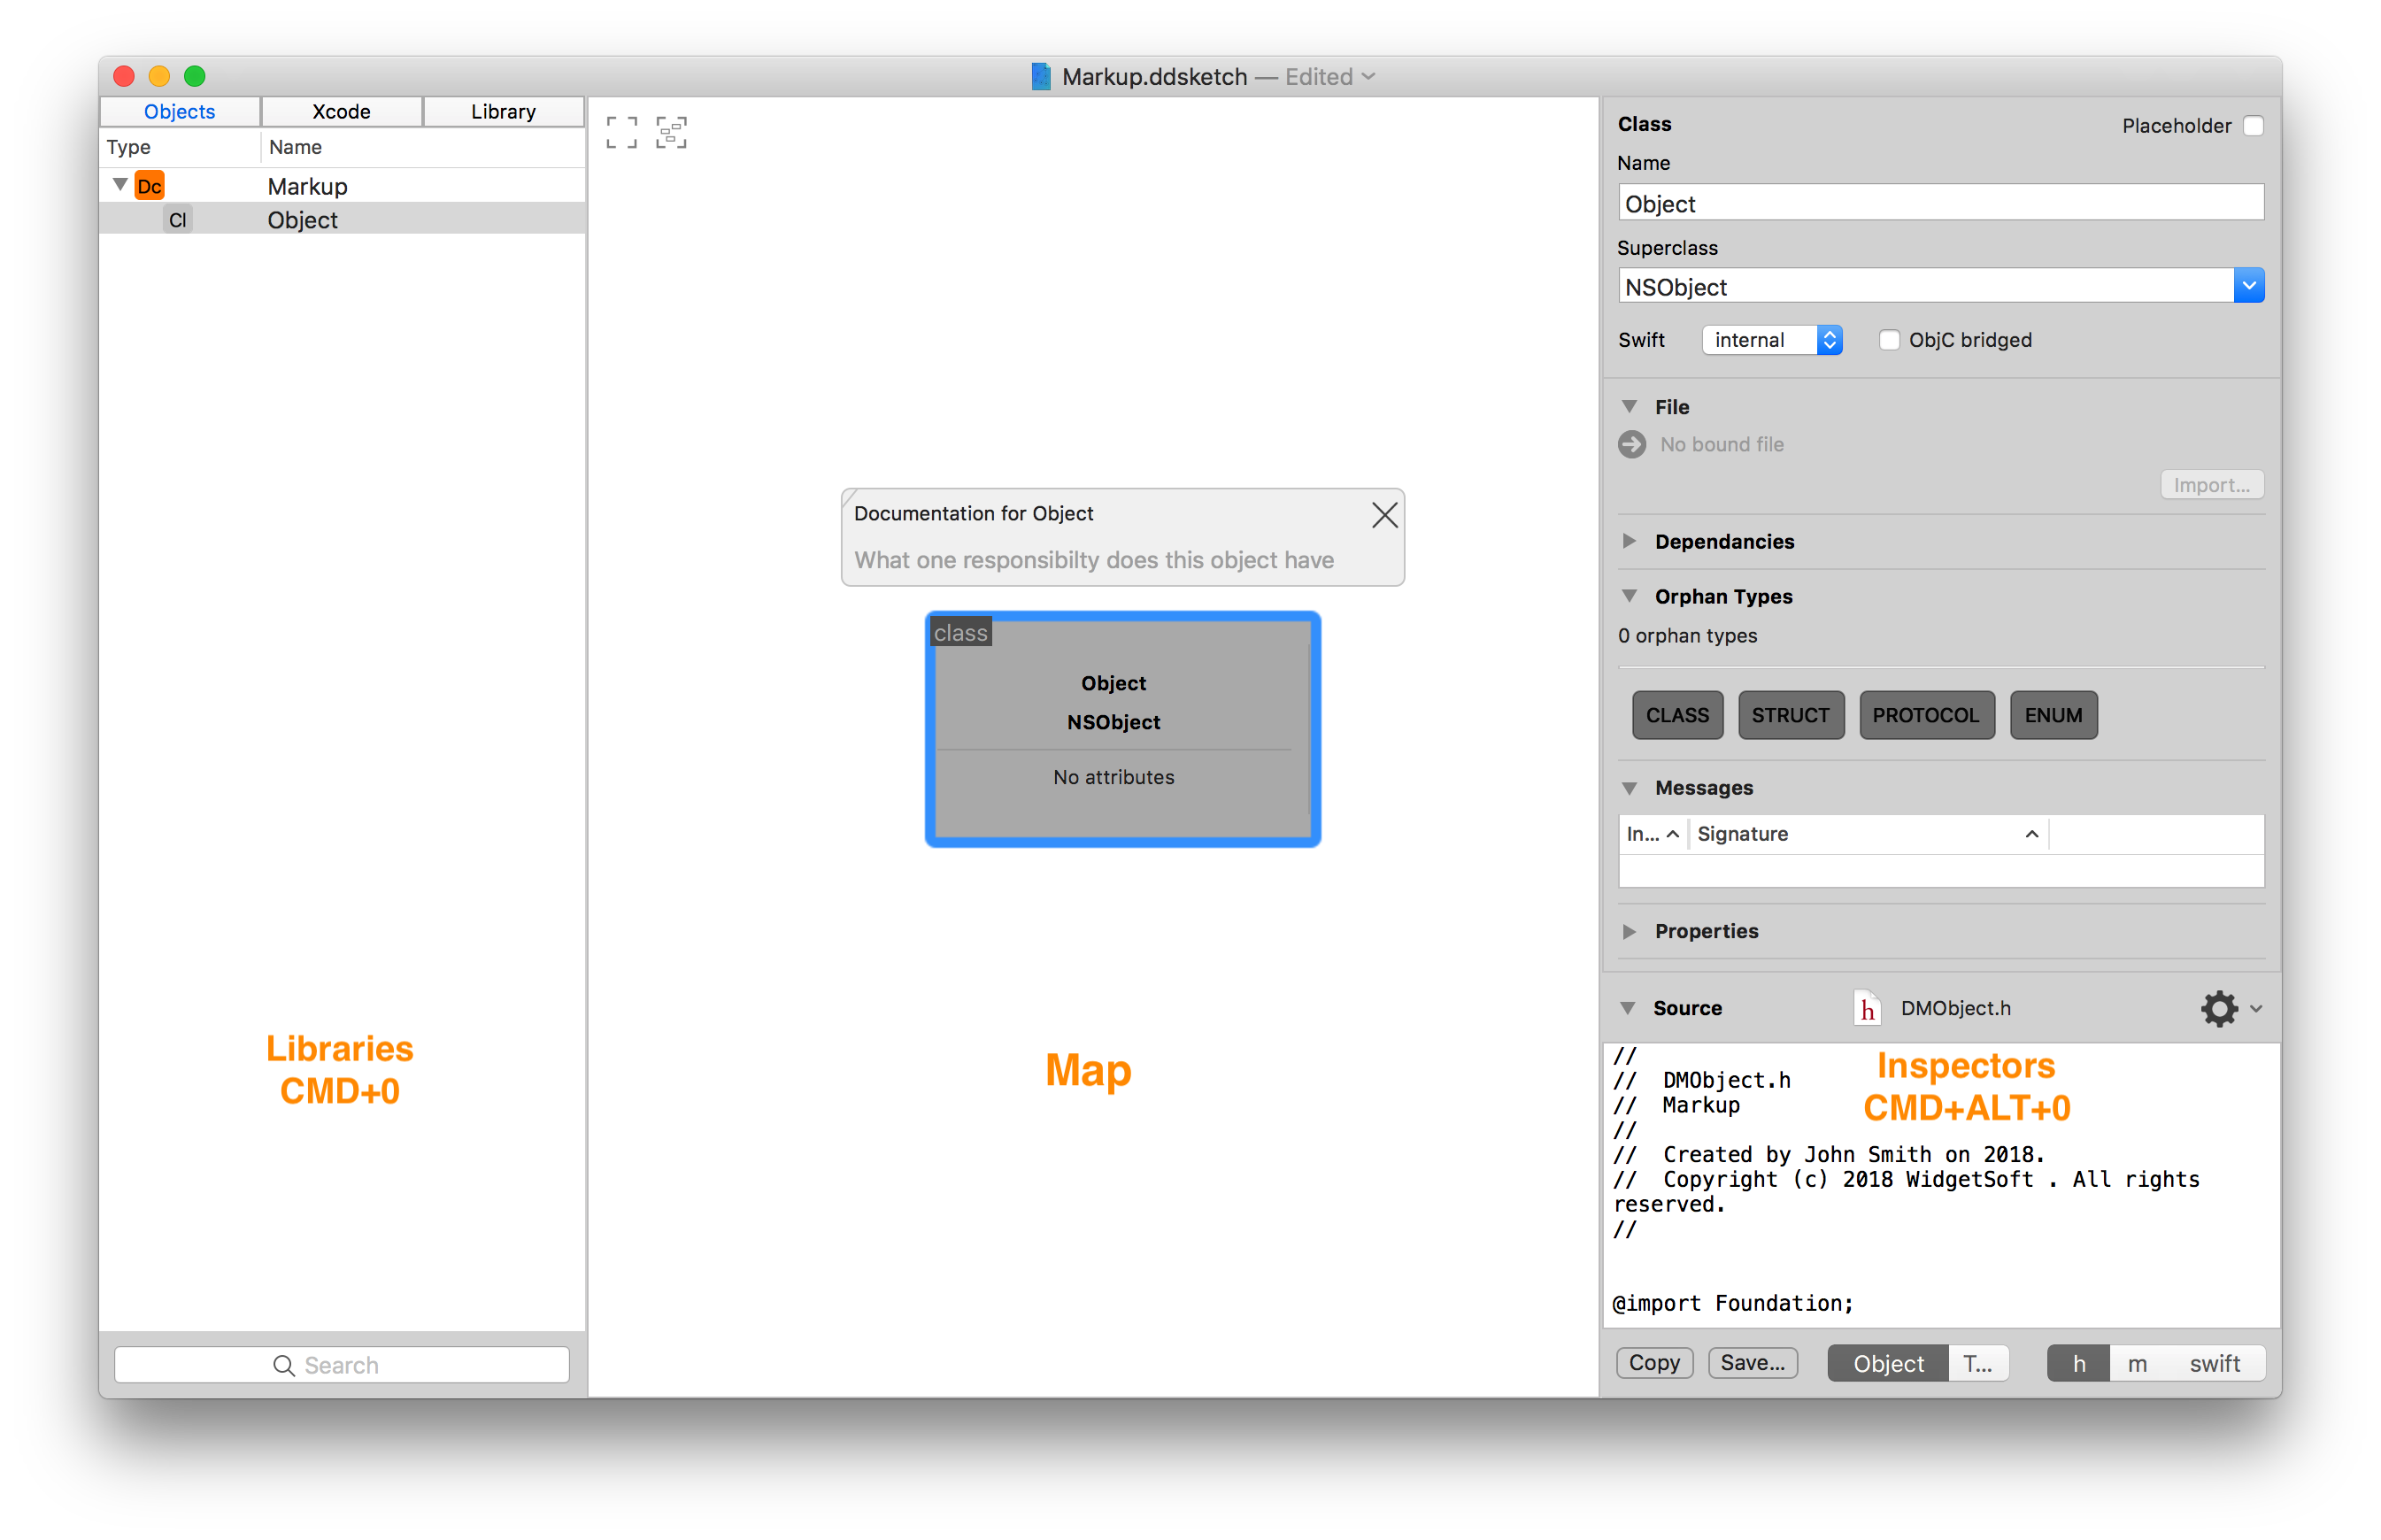 Markup.ddsketch — Edited
Objects
Xcode
Library
Type
Name
Dc
Markup
Cl
Object
Libraries
CMD+0
Search
Documentation for Object
What one responsibilty does this object have
class
Object
NSObject
No attributes
Map
Class
Placeholder
Name
Object
Superclass
NSObject
Swift
internal
ObjC bridged
File
No bound file
Import...
Dependancies
Orphan Types
0 orphan types
CLASS
STRUCT
PROTOCOL
ENUM
Messages
In...
Signature
Properties
Source
h
DMObject.h
Inspectors
CMD+ALT+0
//
//  DMObject.h
//  Markup
//
//  Created by John Smith on 2018.
//  Copyright (c) 2018 WidgetSoft . All rights
reserved.
//
@import Foundation;
Copy
Save...
Object
T...
h
m
swift